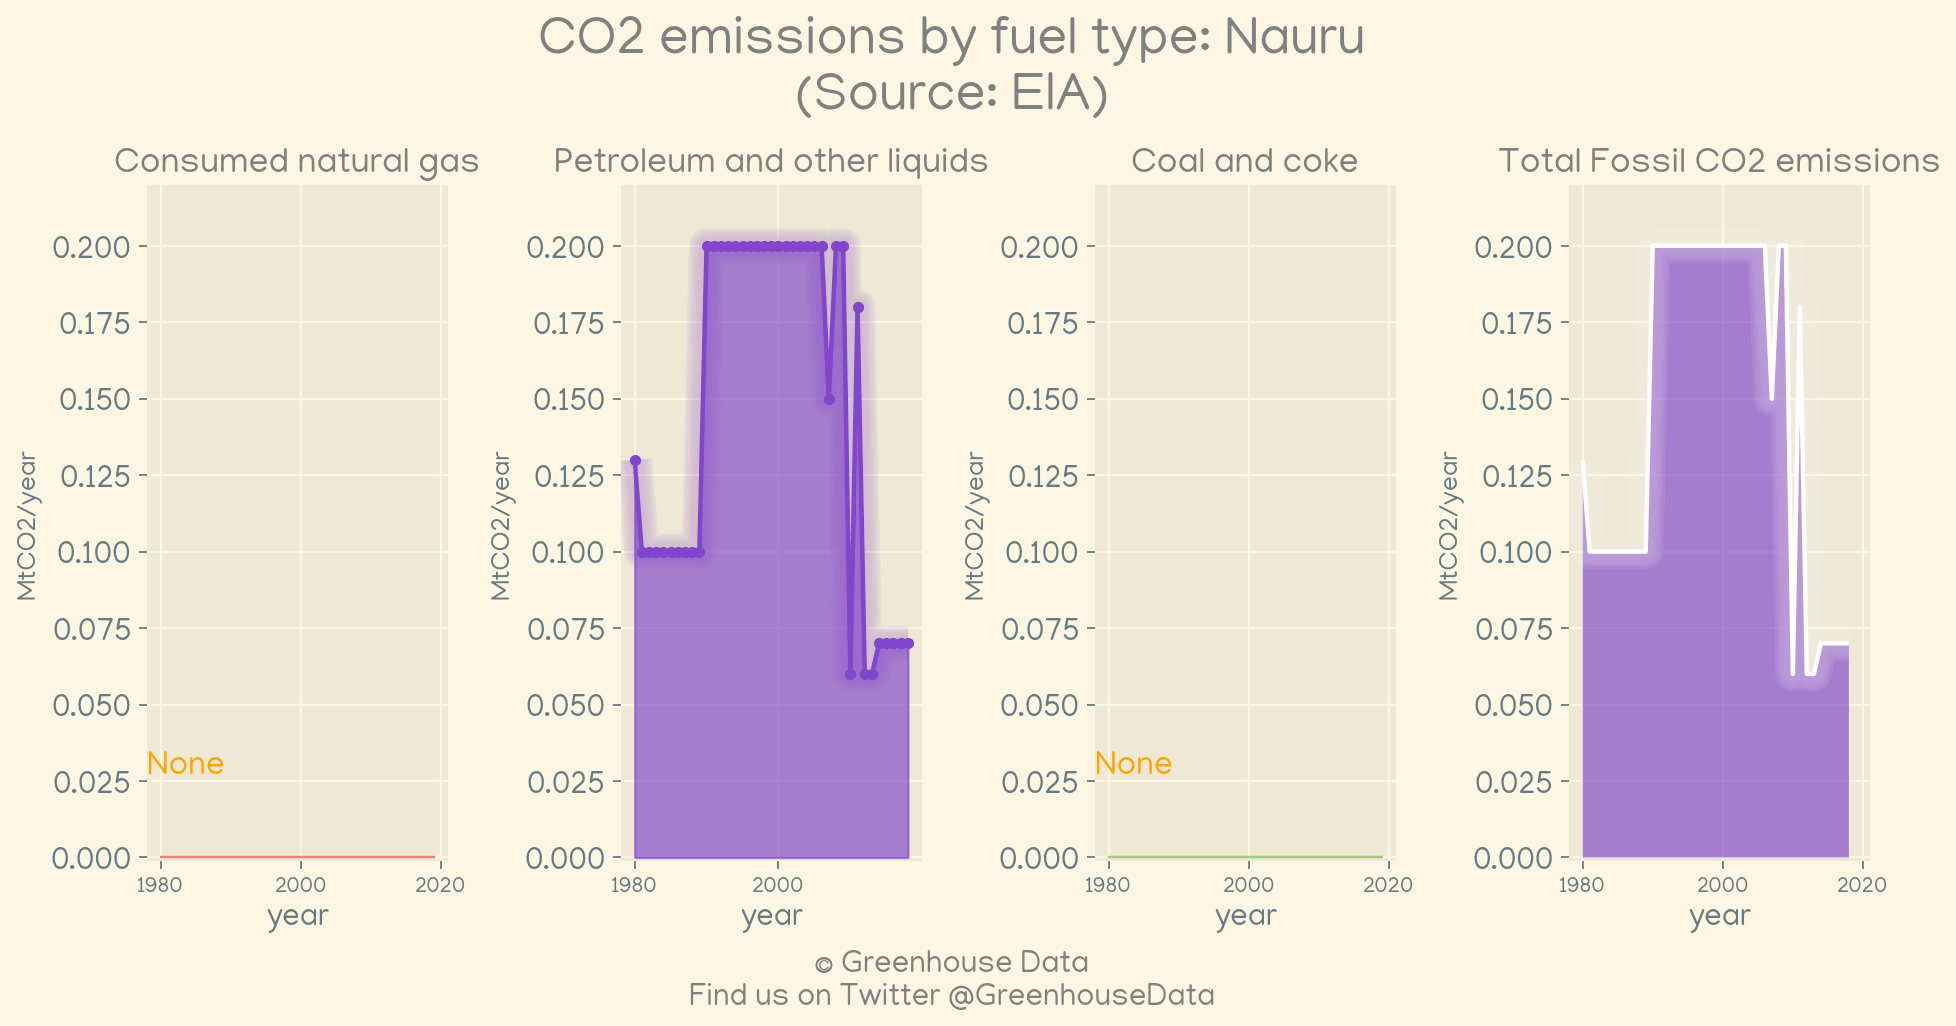 CO2 emissions by fuel type: Nauru
(Source: EIA)
Consumed natural gas
0.200
0.175
0.150
0.125
0.100
0.075
0.050
0.025
0.000
MtCO2/year
None
1980 2000 2020
year
Petroleum and other liquids
0.200
0.175
0.150
0.125
0.100
0.075
0.050
0.025
0.000
MtCO2/year
1980 2000
year
Coal and coke
0.200
0.175
0.150
0.125
0.100
0.075
0.050
0.025
0.000
MtCO2/year
None
1980 2000 2020
year
Total Fossil CO2 emissions
0.200
0.175
0.150
0.125
0.100
0.075
0.050
0.025
0.000
MtCO2/year
1980 2000 2020
year
© Greenhouse Data
Find us on Twitter @GreenhouseData